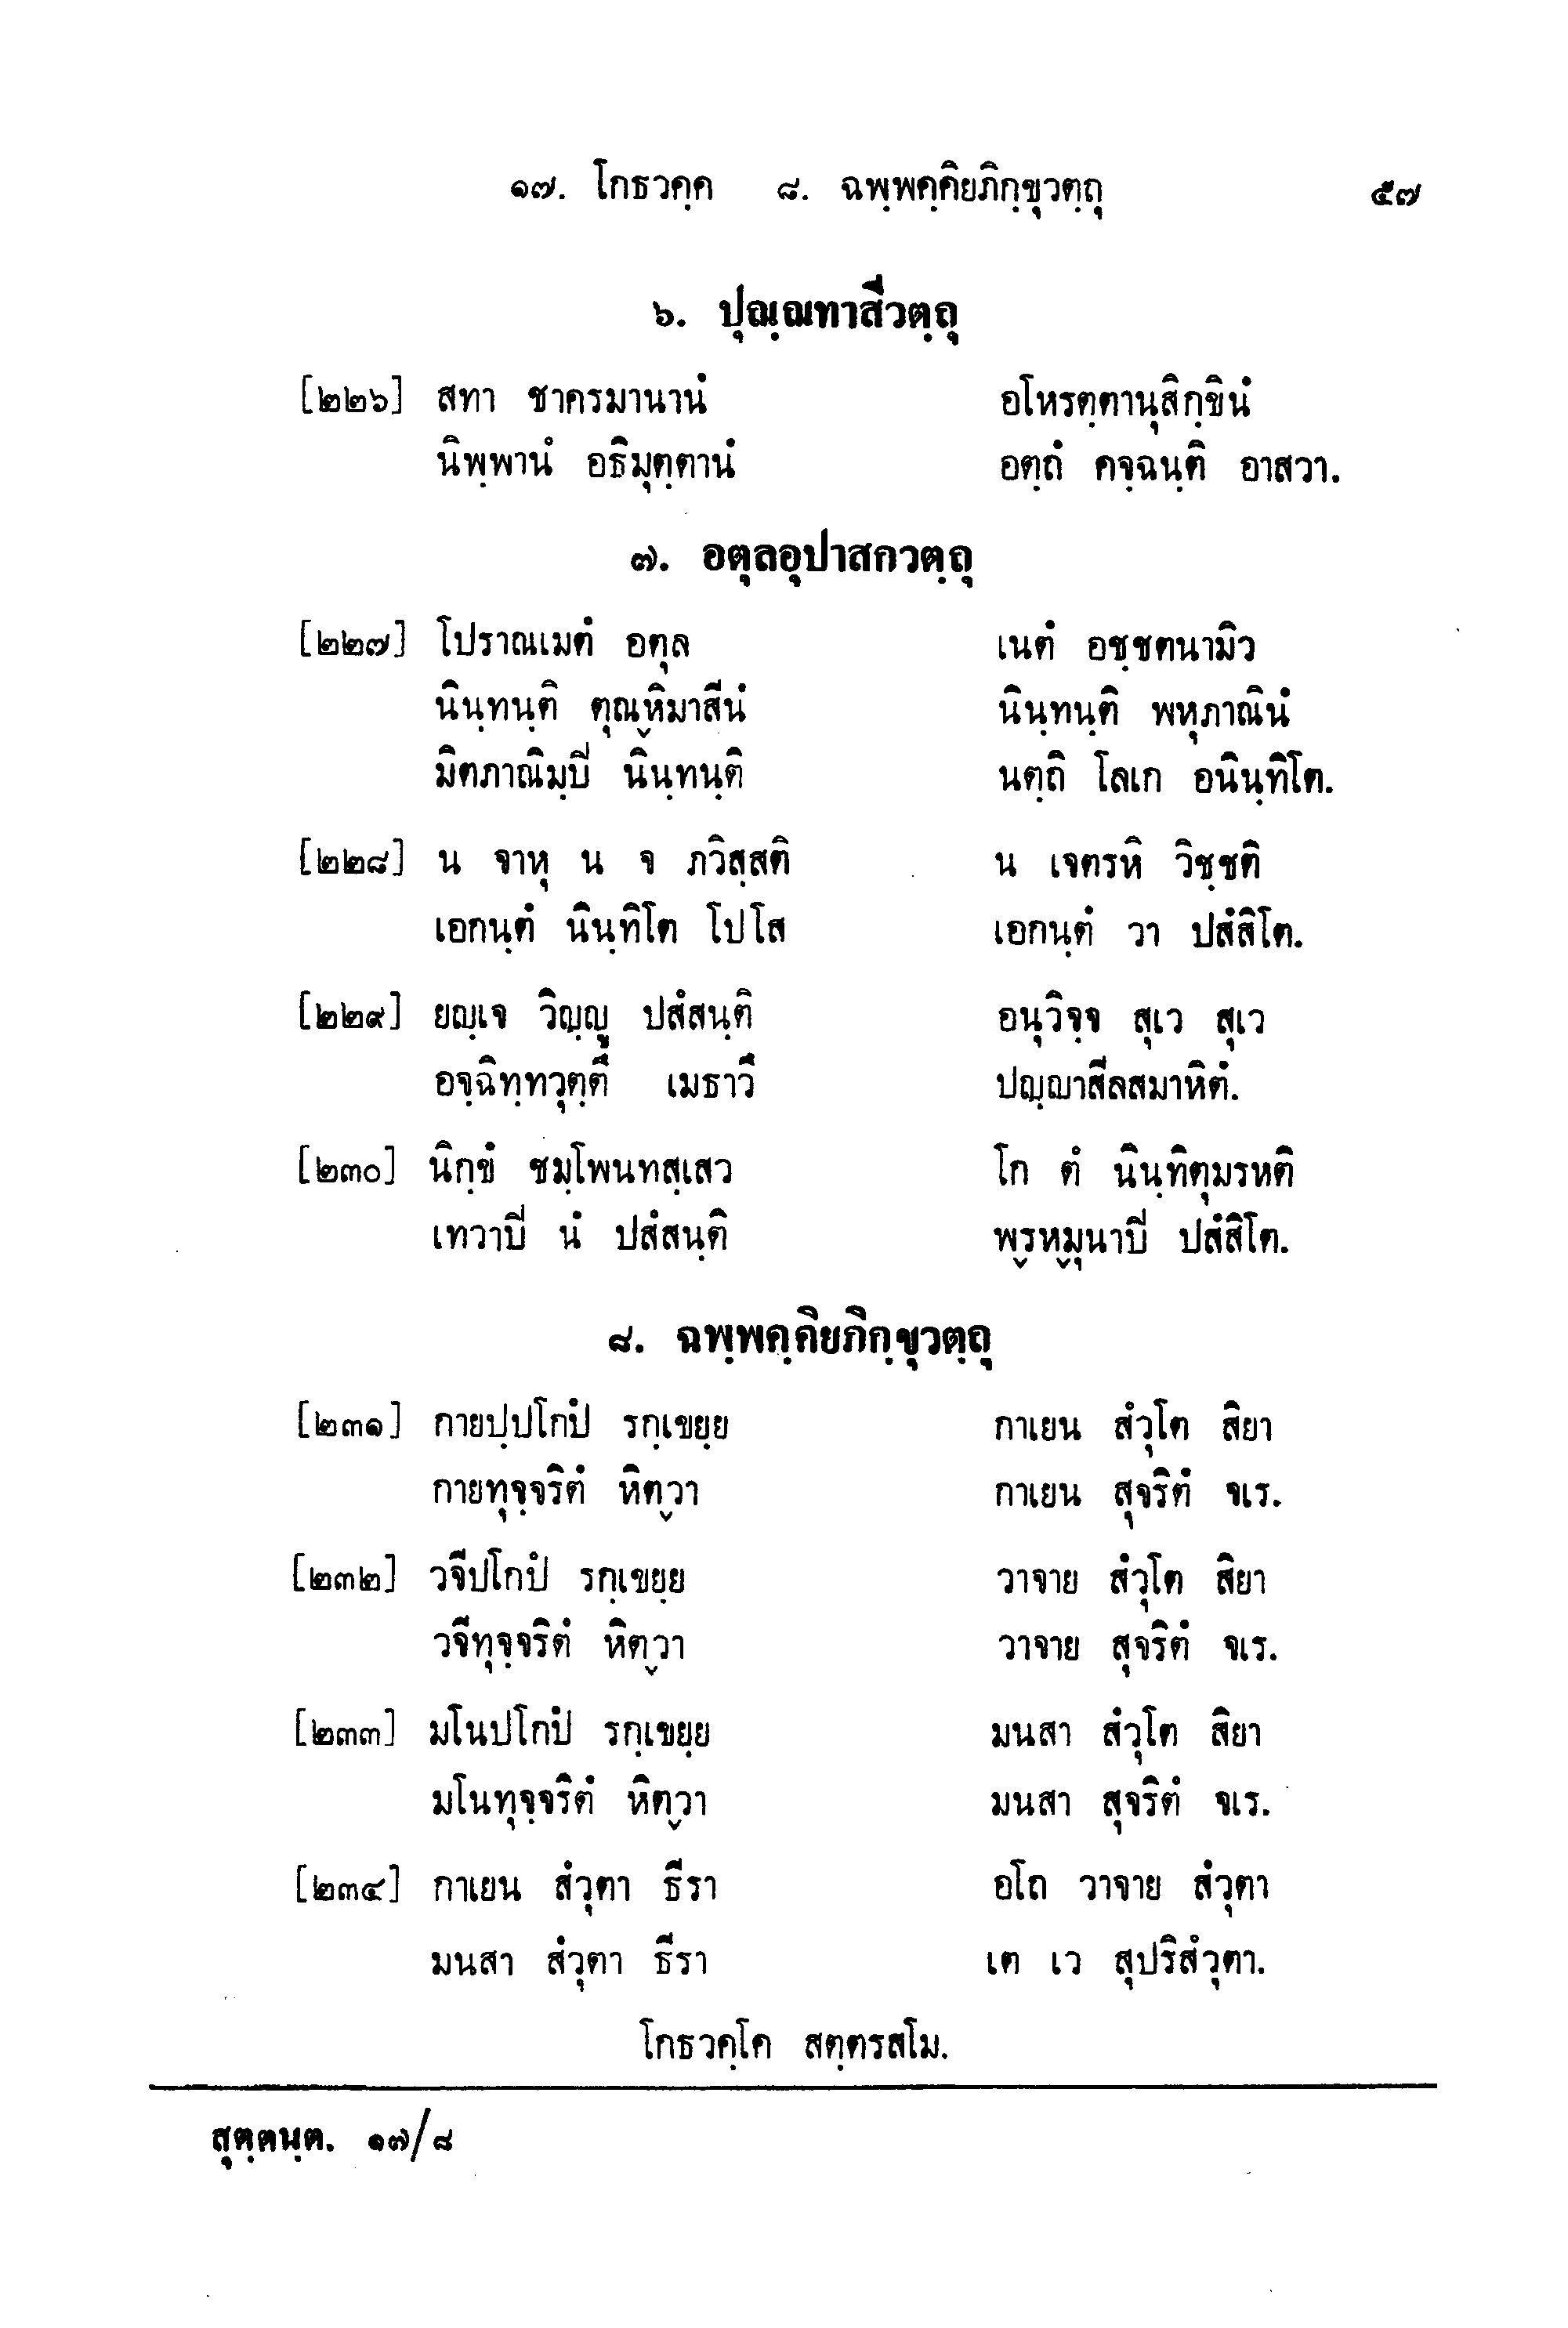 ๑๗. โกธวคฺค ๘. ฉพฺพคฺคิยภิกฺขุวตฺถุ ๕๗
๖. ปุณฺณทาสีวตฺถุ
[๒๒๖] สทา ชาครมานานํ อโหรตฺตานุสิกฺขินํ
นิพฺพานํ อธิมุตฺตานํ อตฺถํ คจฺฉนฺติ อาสวา.
๗. อตุลอุปาสกวตฺถุ
[๒๒๗] โปราณเมตํ อตุล เนตํ อชฺชตนามิว
นินฺทนฺติ ตุณฺหิมาสีนํ นินฺทนฺติ พหุภาณินํ
มิตภาณิมฺปิ นินฺทนฺติ นตฺถิ โลเก อนินฺทิโต.
[๒๒๘] น จาหุ น จ ภวิสฺสติ น เจตรหิ วิชฺชติ
เอกนฺตํ นินฺทิโต โปโส เอกนฺตํ วา ปสํสิโต.
[๒๒๙] ยญฺเจ วิญฺญู ปสํสนฺติ อนุวิจฺจ สุเว สุเว
อจฺฉิทฺทวุตฺตึ เมธาวึ ปญฺญาสีลสมาหิตํ.
[๒๓๐] นิกฺขํ ชมฺโพนทสฺเสว โก ตํ นินฺทิตุมรหติ
เทวาปิ นํ ปสํสนฺติ พฺรหฺมุนาปิ ปสํสิโต.
๘. ฉพฺพคฺคิยภิกฺขุวตฺถุ
[๒๓๑] กายปฺปโกปํ รกฺเขยฺย กาเยน สํวุโต สิยา
กายทุจฺจริตํ หิตฺวา กาเยน สุจริตํ จเร.
[๒๓๒] วจีปโกปํ รกฺเขยฺย วาจาย สํวุโต สิยา
วจีทุจฺจริตํ หิตฺวา วาจาย สุจริตํ จเร.
[๒๓๓] มโนปโกปํ รกฺเขยฺย มนสา สํวุโต สิยา
มโนทุจฺจริตํ หิตฺวา มนสา สุจริตํ จเร.
[๒๓๔] กาเยน สํวุตา ธีรา อโถ วาจาย สํวุตา
มนสา สํวุตา ธีรา เต เว สุปริสํวุตา.
โกธวคฺโค สตฺตรสโม.
สุตฺตนฺต. ๑๗/๘